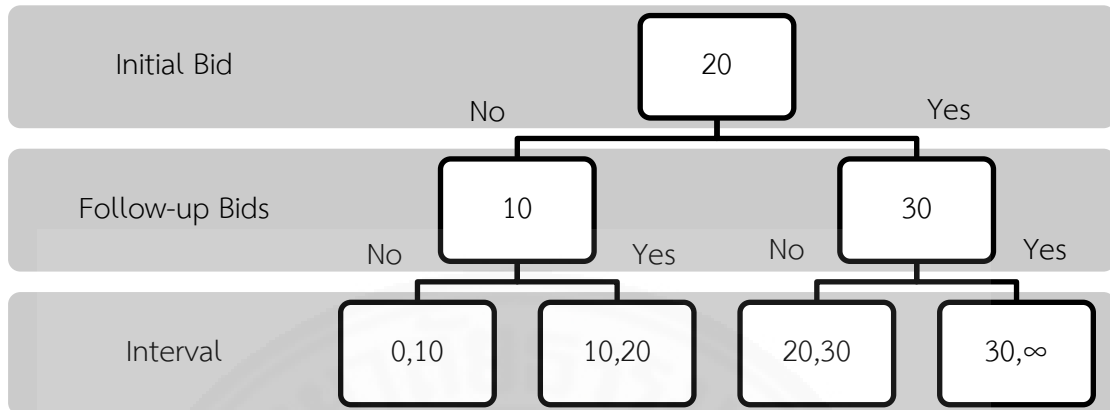 Initial Bid
20
No
Yes
Follow-up Bids
10
30
No
Yes
No
Yes
Interval
0,10
10,20
20,30
30,∞